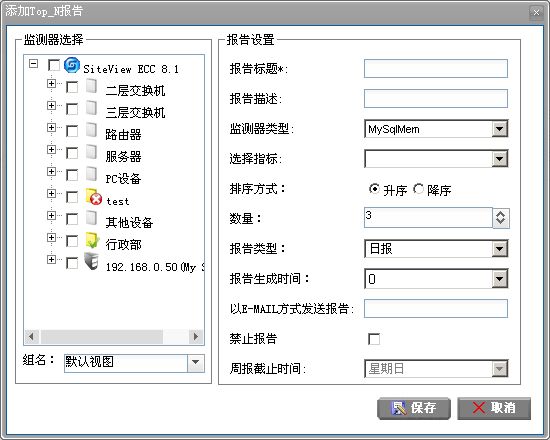 添加Top_N报告
监测器选择
SiteView ECC 8.1
二层交换机
三层交换机
路由器
服务器
PC设备
test
其他设备
行政部
192.168.0.50(My S
组名： 默认视图
报告设置
报告标题*:
报告描述:
监测器类型: MySqlMem
选择指标:
排序方式： 升序 降序
数量： 3
报告类型： 日报
报告生成时间： 0
以E-MAIL方式发送报告:
禁止报告
周报截止时间: 星期日
保存 取消